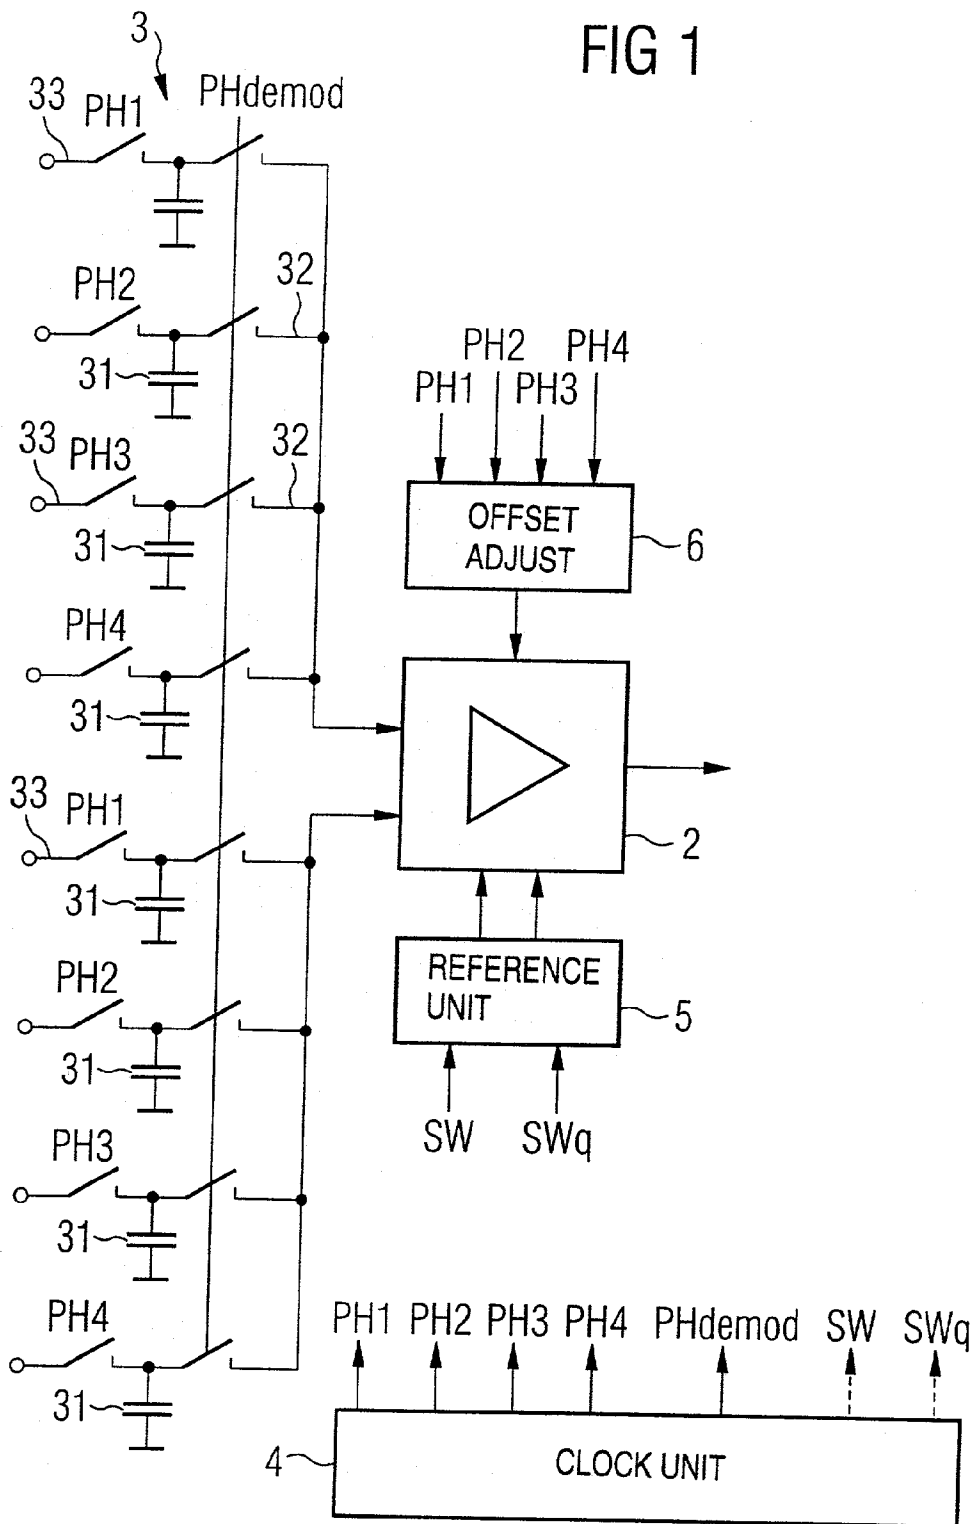 FIG 1
3
PHdemod
33
PH1
PH2
32
31
33
PH3
32
31
PH4
31
33
PH1
31
PH2
31
PH3
31
PH4
31
PH2
PH4
PH1
PH3
OFFSET
ADJUST
6
2
REFERENCE
UNIT
5
SW
SWq
PH1
PH2
PH3
PH4
PHdemod
SW
SWq
4
CLOCK UNIT